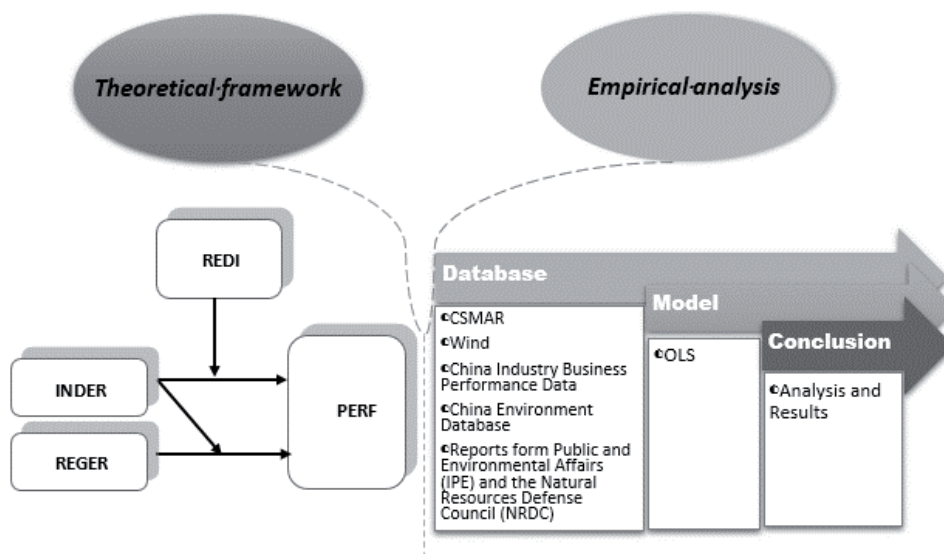 Theoretical·framework
Empirical·analysis
REDI
INDER
REGER
PERF
Database
CSMAR
Wind
China Industry Business
Performance Data
China Environment
Database
Reports form Public and
Environmental Affairs
(IPE) and the Natural
Resources Defense
Council (NRDC)
Model
OLS
Conclusion
Analysis and
Results